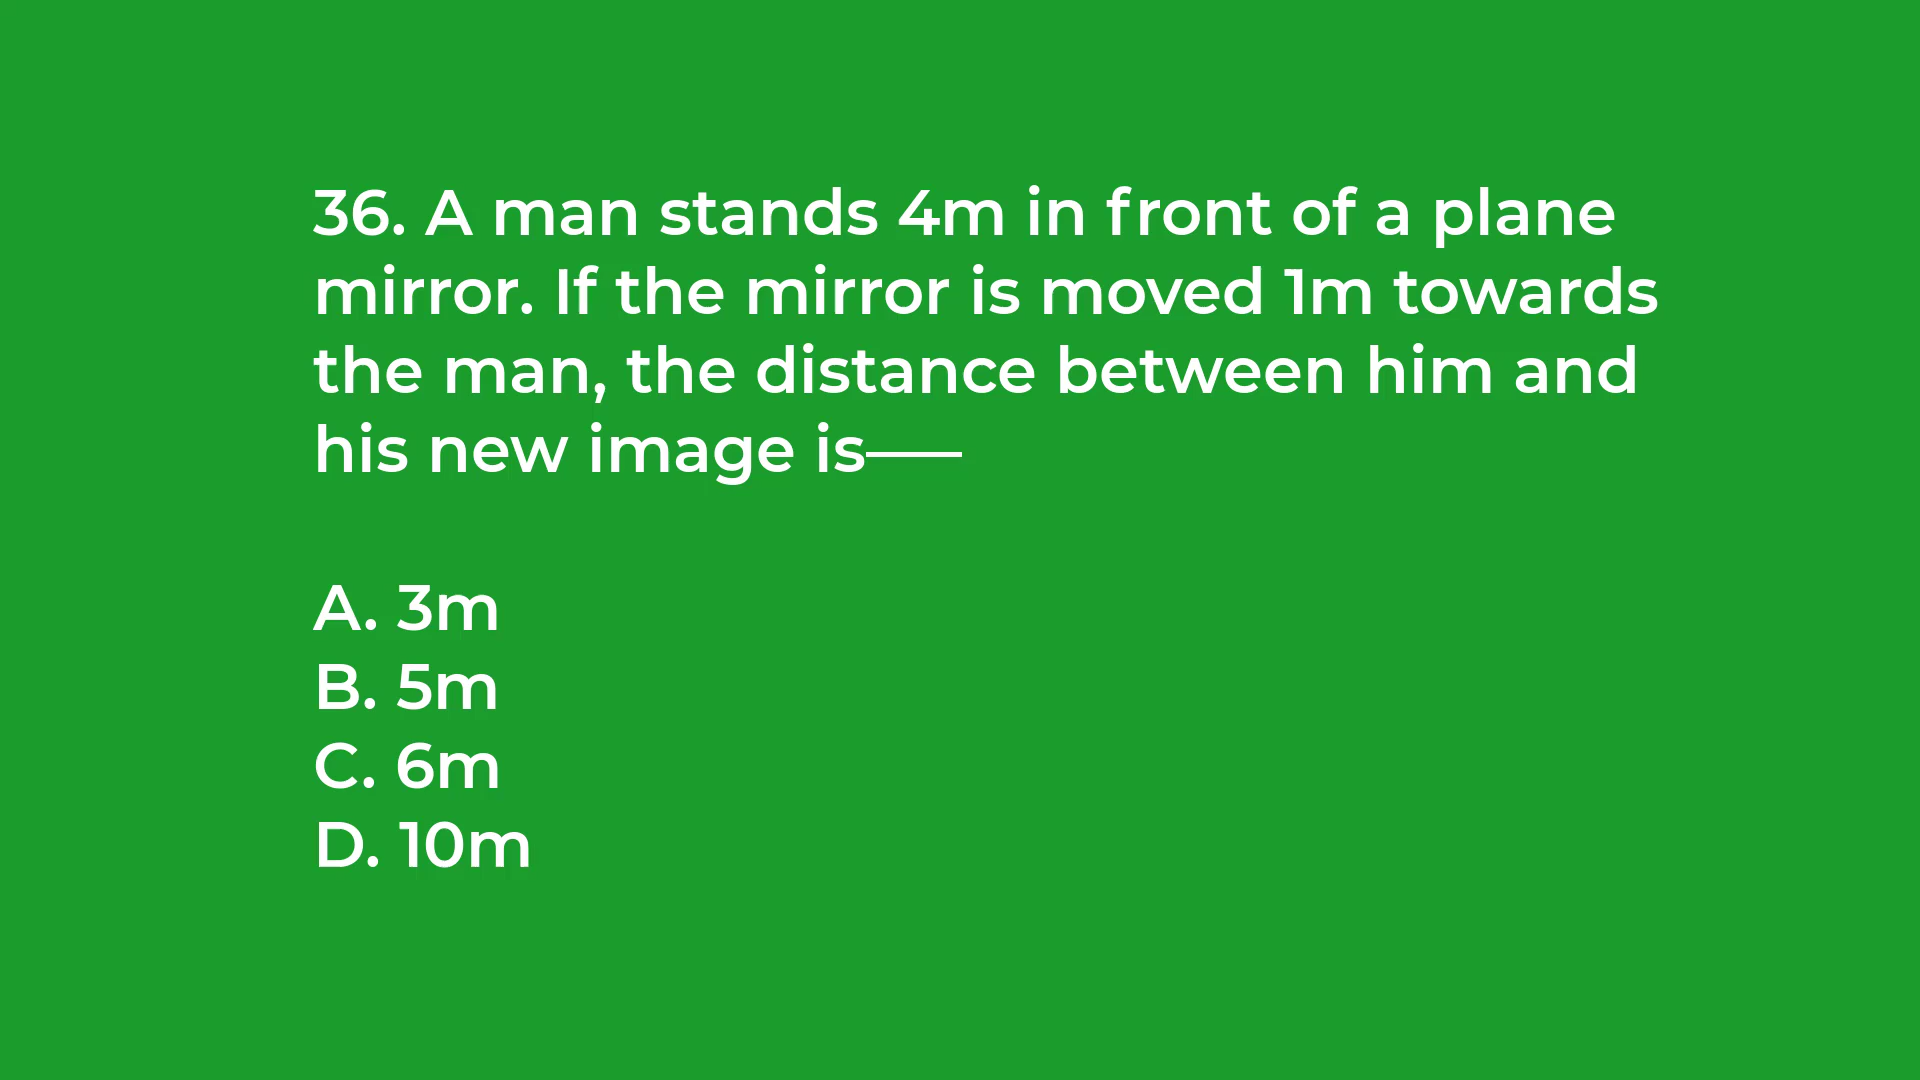 36. A man stands 4m in front of a plane
mirror. If the mirror is moved 1m towards
the man, the distance between him and
his new image is–––
A. 3m
B. 5m
C. 6m
D. 10m